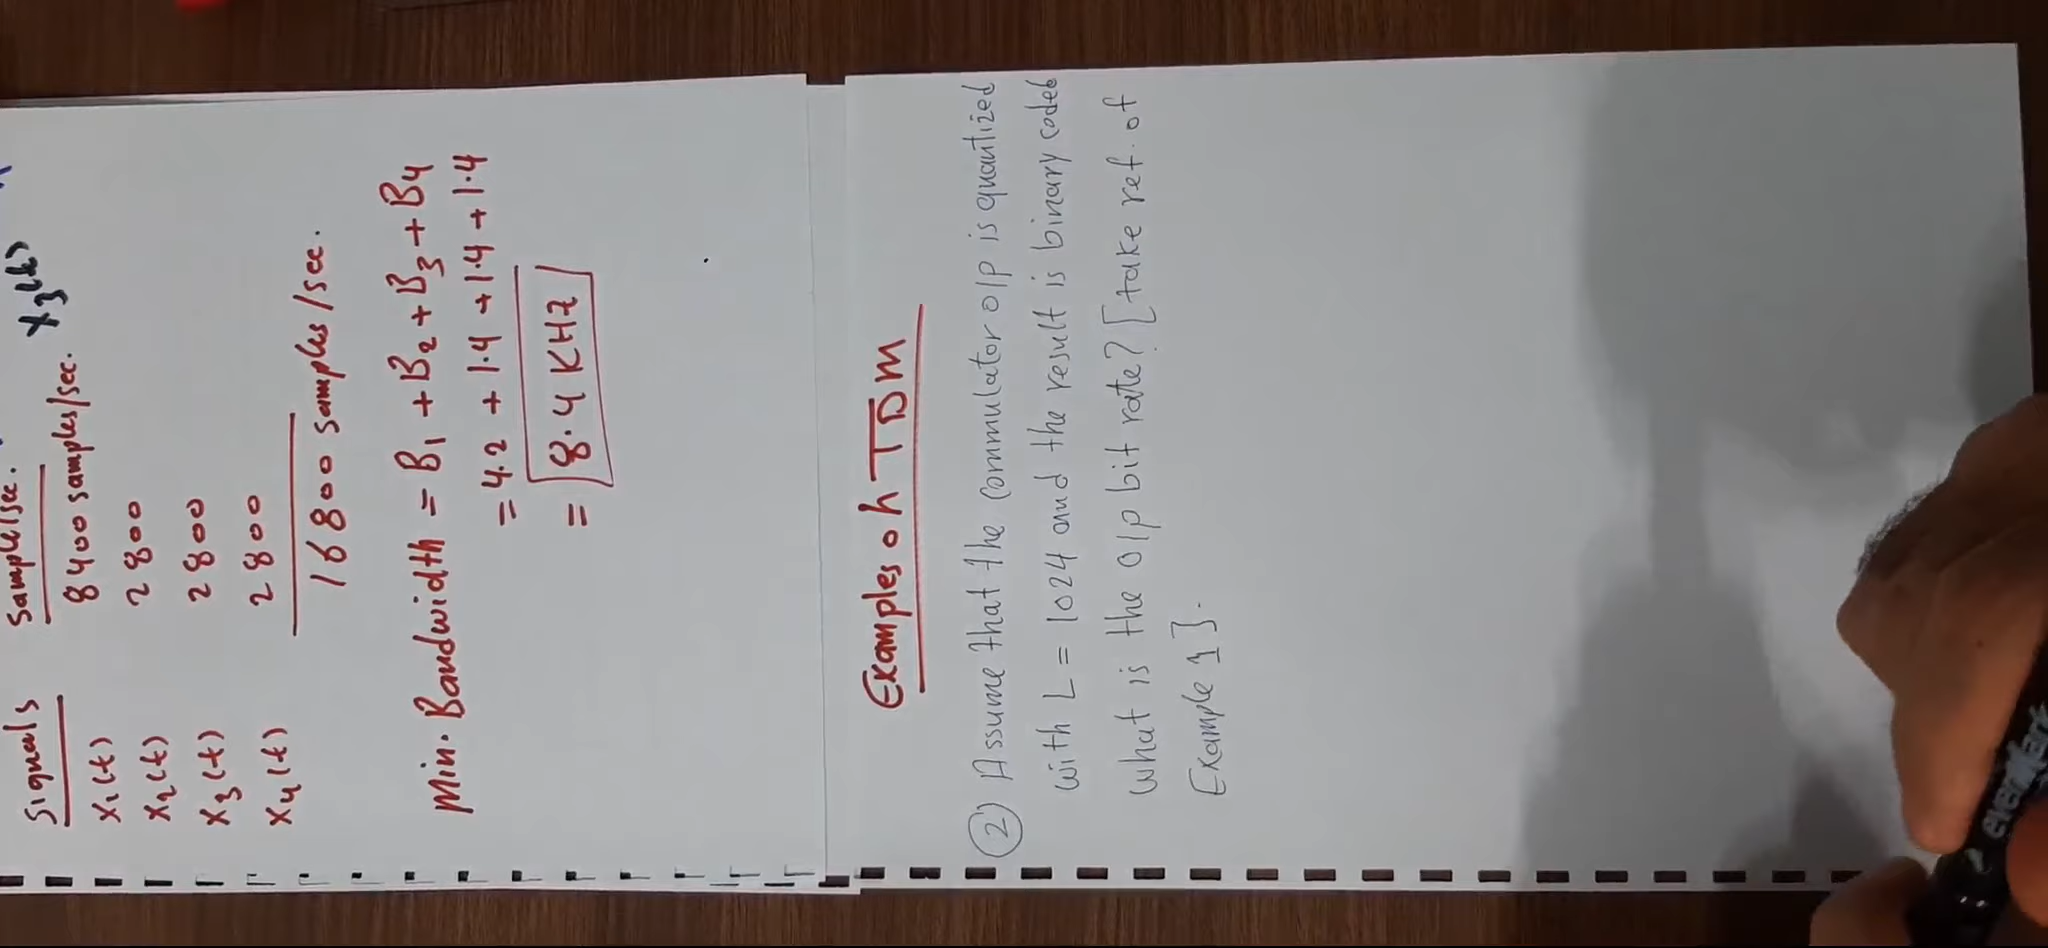 Signals Sample/sec.
x₁(t) 8400 samples/sec. x₃(t)
x₂(t) 2800
x₃(t) 2800
x₄(t) 2800
16800 samples/sec.
Min. Bandwidth = B₁ + B₂ + B₃ + B₄
= 4.2 + 1.4 + 1.4 + 1.4
= 8.4 KHz
Examples of TDM
② Assume that the commulator o/p is quantized
with L = 1024 and the result is binary coded
What is the o/p bit rate? [take ref. of
Example 1].